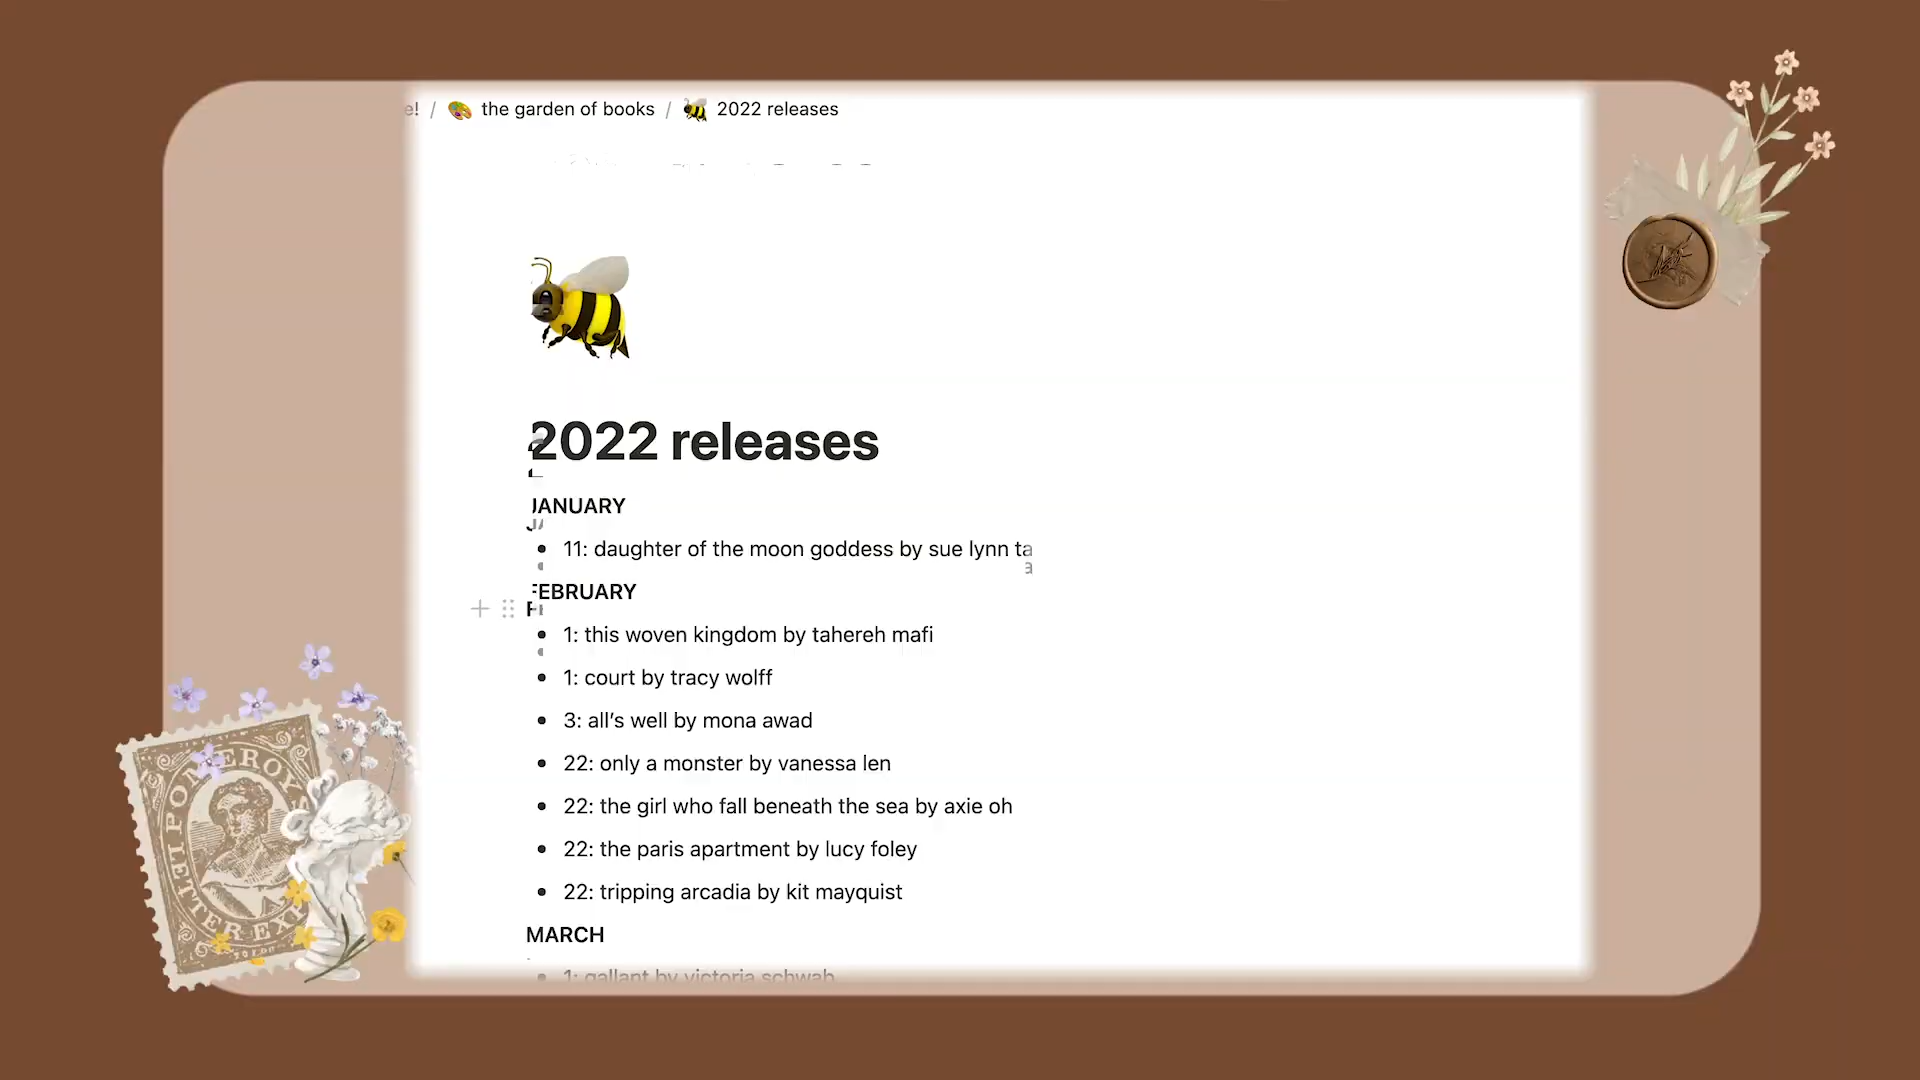 e! / the garden of books / 2022 releases
2022 releases
JANUARY
• 11: daughter of the moon goddess by sue lynn ta
FEBRUARY
• 1: this woven kingdom by tahereh mafi
• 1: court by tracy wolff
• 3: all's well by mona awad
• 22: only a monster by vanessa len
• 22: the girl who fall beneath the sea by axie oh
• 22: the paris apartment by lucy foley
• 22: tripping arcadia by kit mayquist
MARCH
• 1: gallant by victoria schwab
POMEROY'S